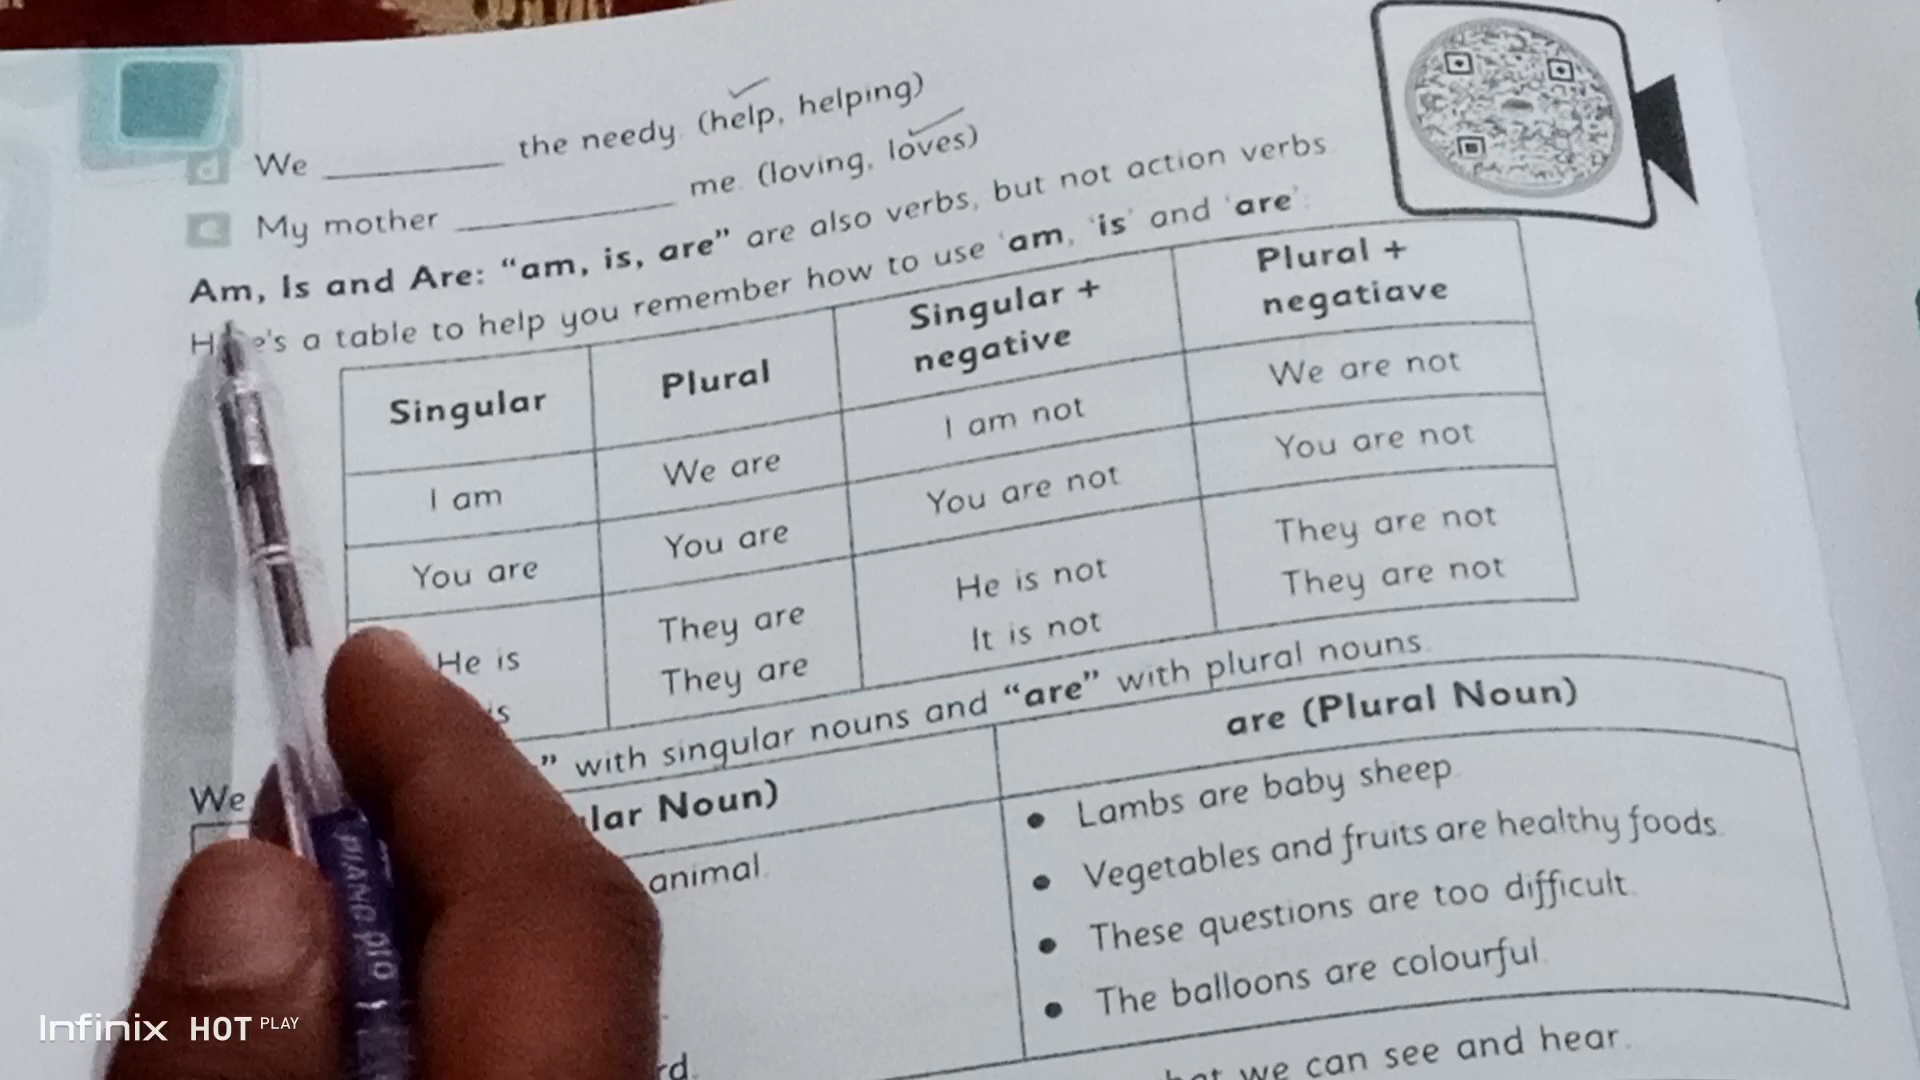 d We __________ the needy. (help, helping)
e My mother __________ me. (loving, loves)
Am, Is and Are: “am, is, are” are also verbs, but not action verbs
Here's a table to help you remember how to use 'am, 'is' and 'are':
Singular Plural Singular + negative Plural + negatiave
I am We are I am not We are not
You are You are You are not You are not
He is They are He is not They are not
is They are It is not They are not
We ” with singular nouns and “are” with plural nouns.
lar Noun) are (Plural Noun)
animal.
• Lambs are baby sheep.
• Vegetables and fruits are healthy foods.
• These questions are too difficult.
• The balloons are colourful.
rd.
we can see and hear.
PIANO
Infinix HOT PLAY